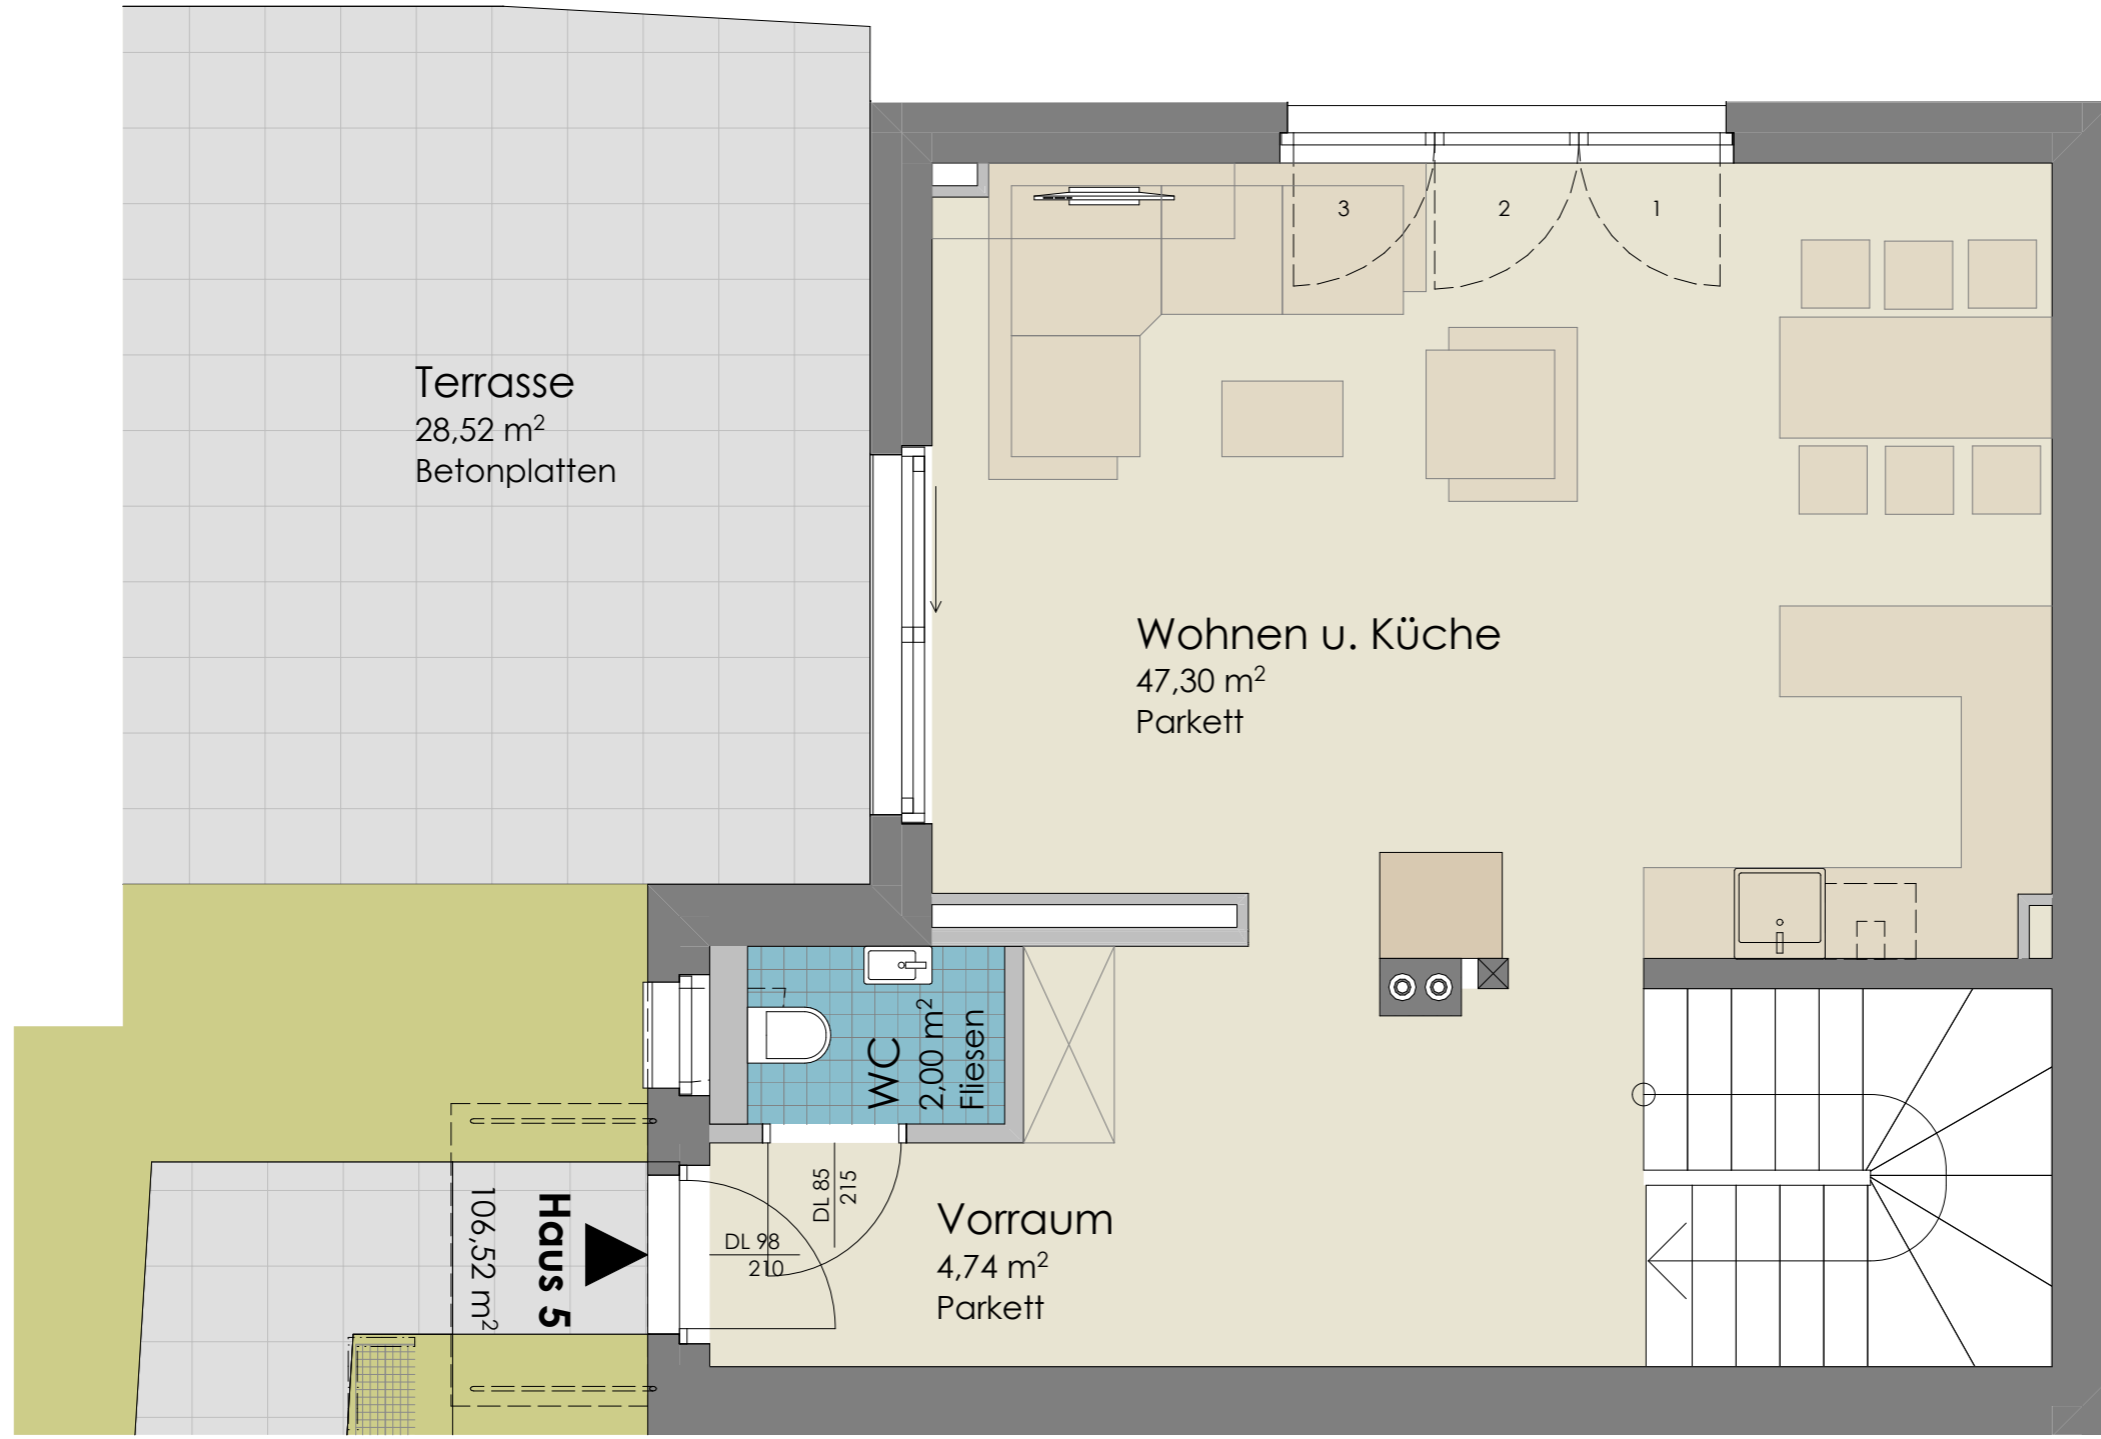 3
2
1
Terrasse
28,52 m²
Betonplatten
Wohnen u. Küche
47,30 m²
Parkett
WC
2,00 m²
Fliesen
DL 85
215
DL 98
210
Vorraum
4,74 m²
Parkett
Haus 5
106,52 m²